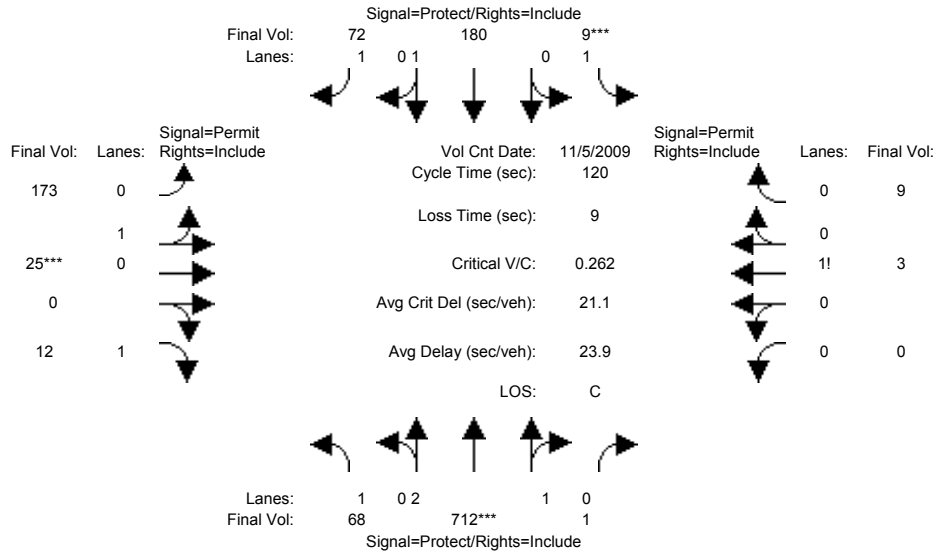 Signal=Protect/Rights=Include
Final Vol: 72 180 9***
Lanes: 1 0 1 0 1
Signal=Permit Signal=Permit
Final Vol: Lanes: Rights=Include Vol Cnt Date: 11/5/2009 Rights=Include Lanes: Final Vol:
Cycle Time (sec): 120
173 0 0 9
Loss Time (sec): 9
1 0
25*** 0 Critical V/C: 0.262 1! 3
0 Avg Crit Del (sec/veh): 21.1 0
12 1 Avg Delay (sec/veh): 23.9 0 0
LOS: C
Lanes: 1 0 2 1 0
Final Vol: 68 712*** 1
Signal=Protect/Rights=Include